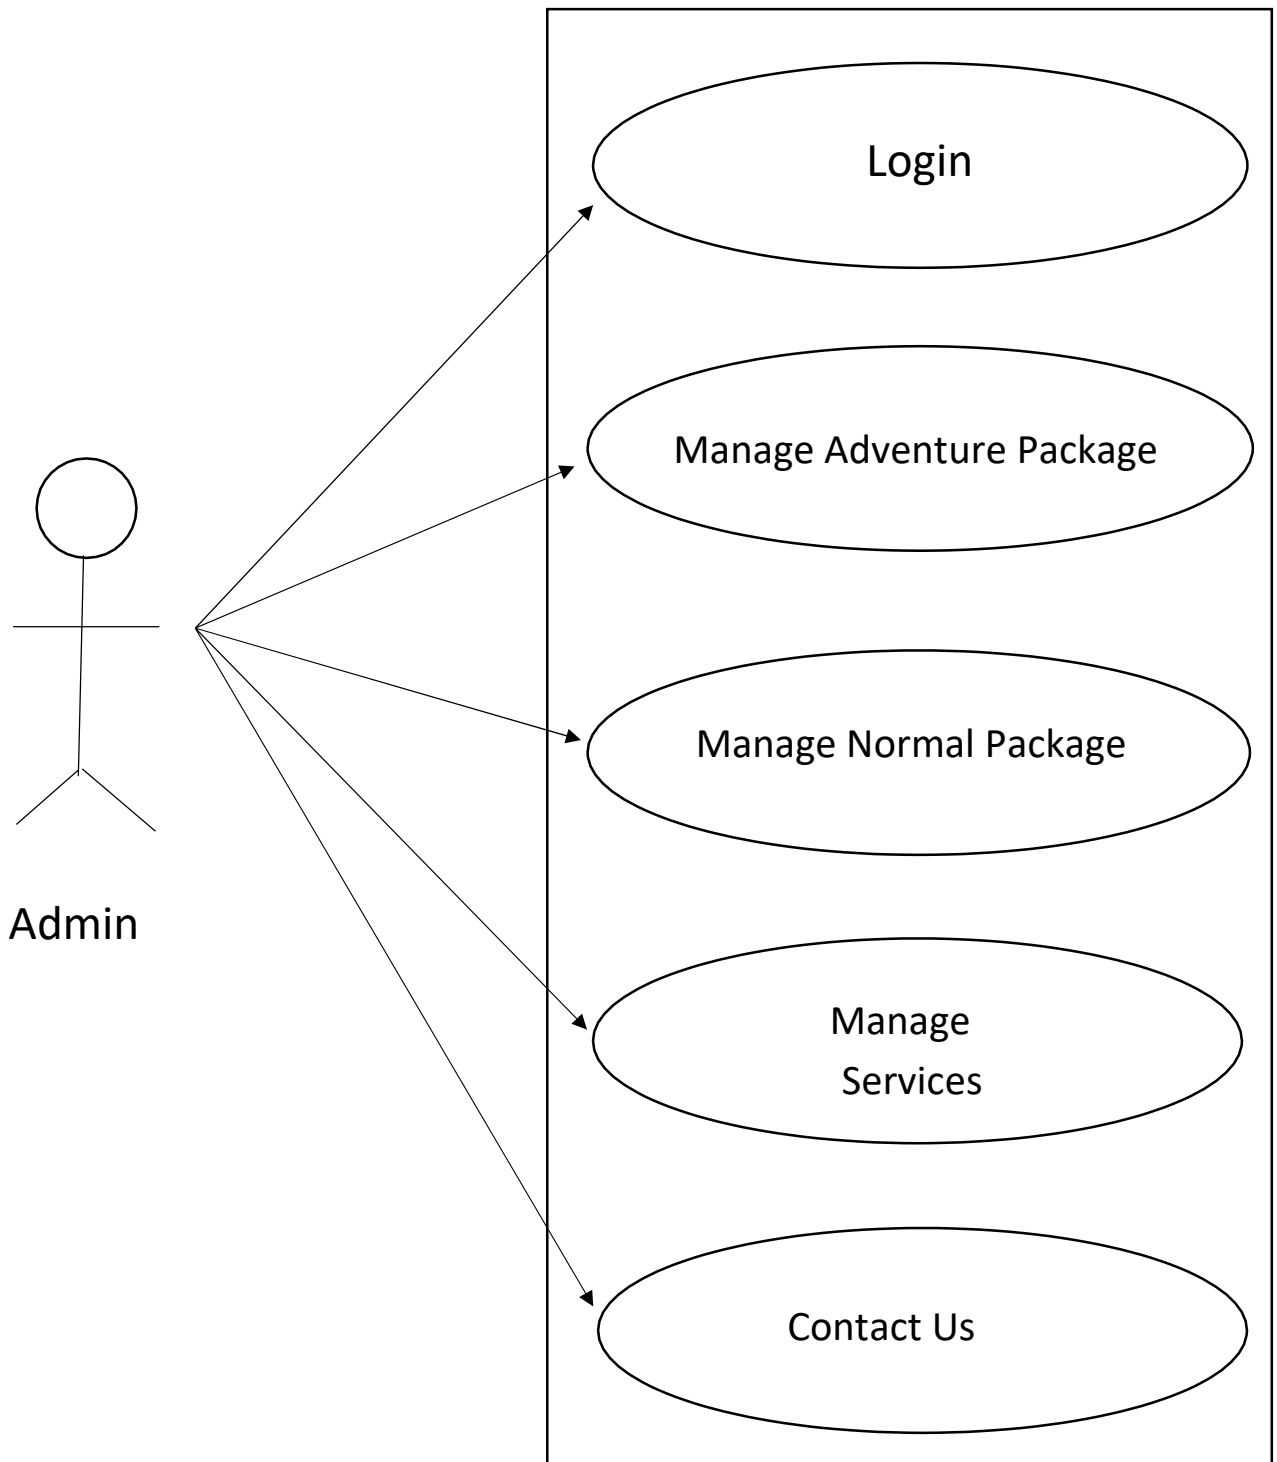 Login
Manage Adventure Package
Manage Normal Package
Admin
Manage
Services
Contact Us